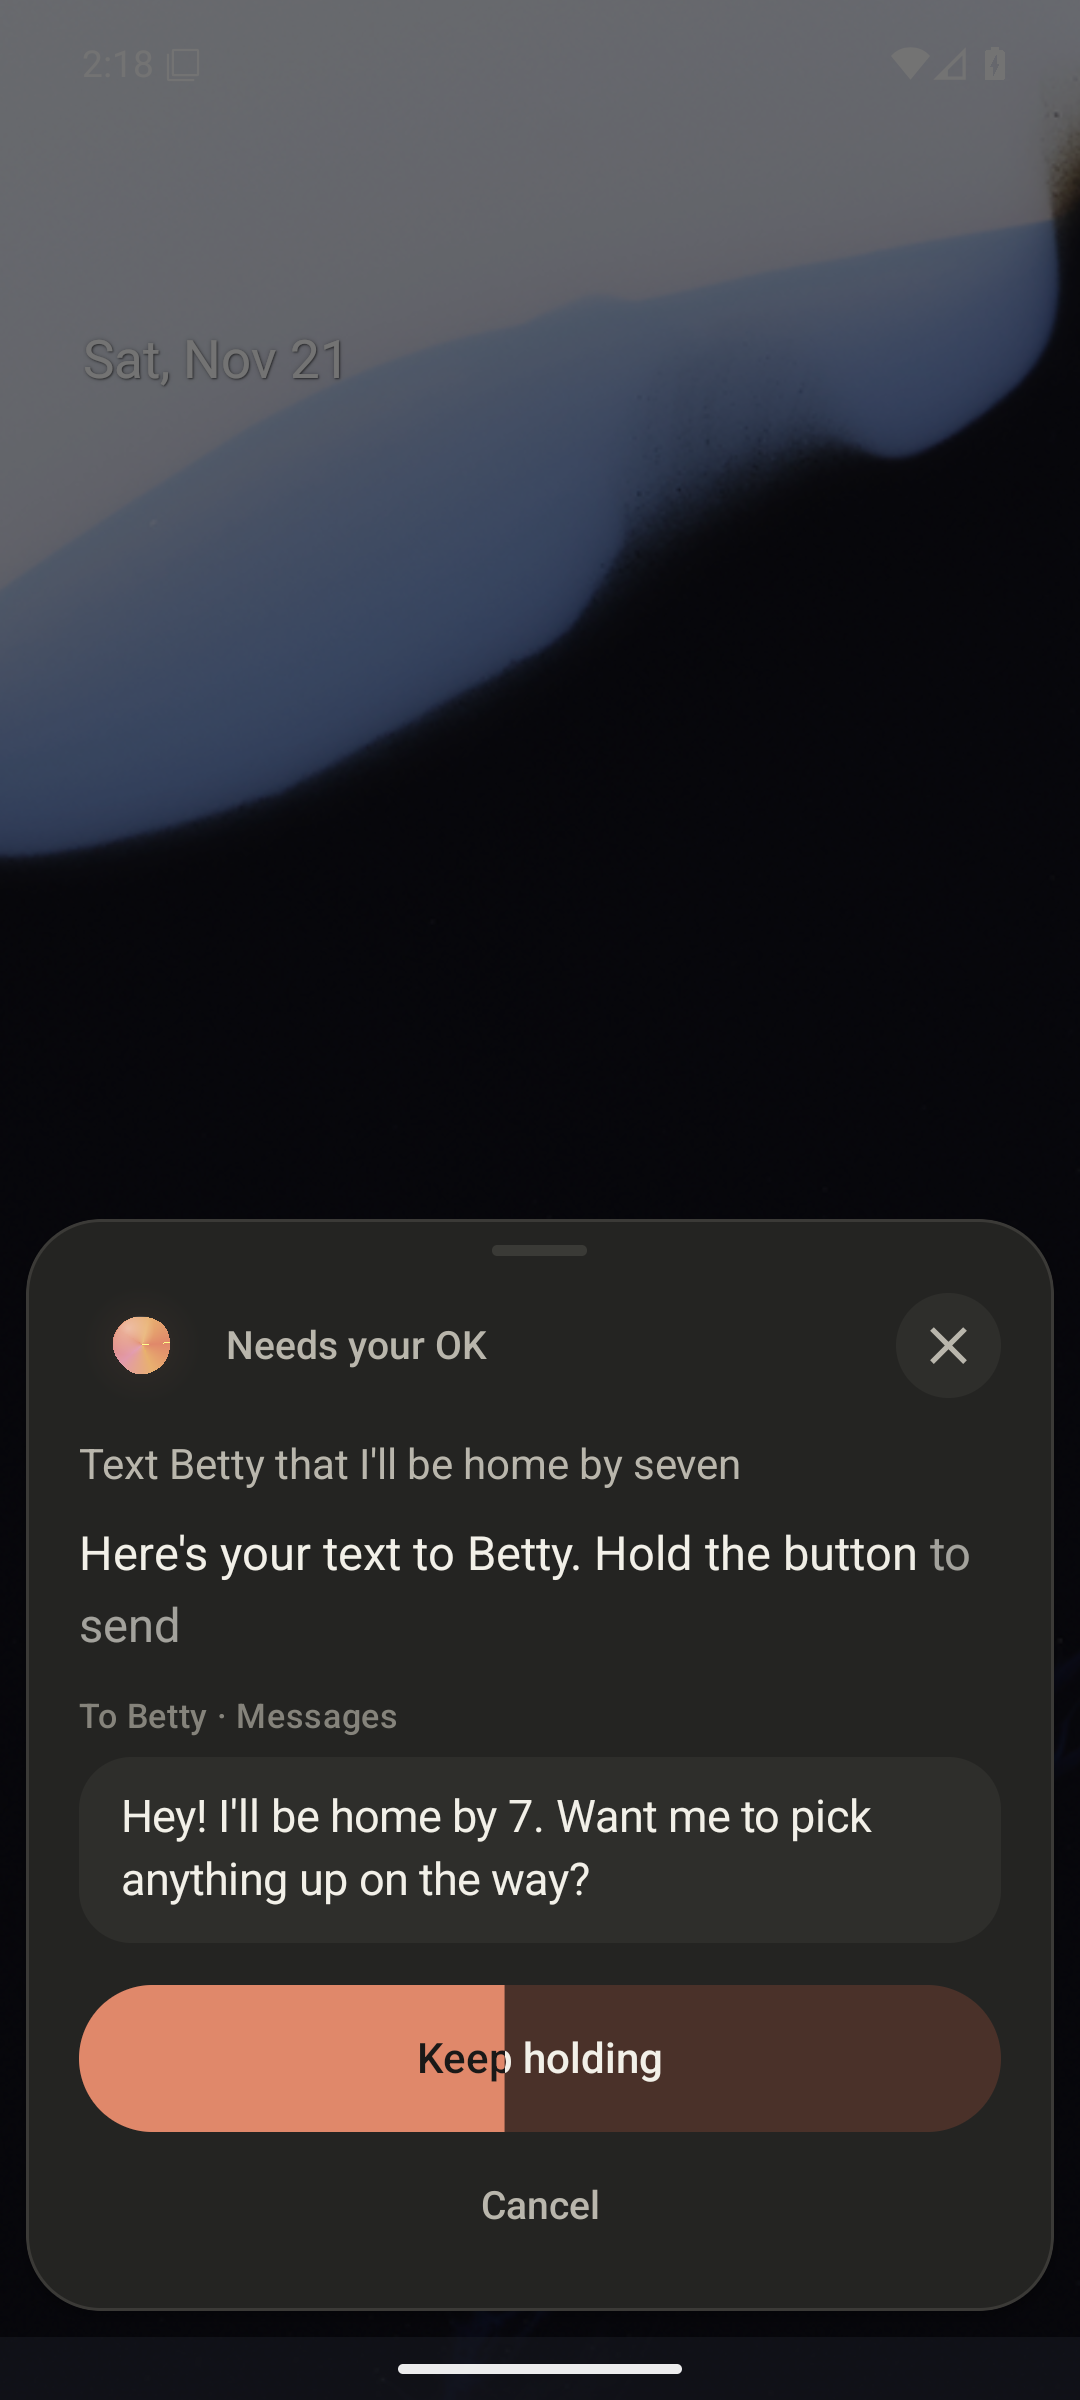 2:18
Sat, Nov 21
Needs your OK
Text Betty that I'll be home by seven
Here's your text to Betty. Hold the button to
send
To Betty · Messages
Hey! I'll be home by 7. Want me to pick
anything up on the way?
Keep holding
Cancel